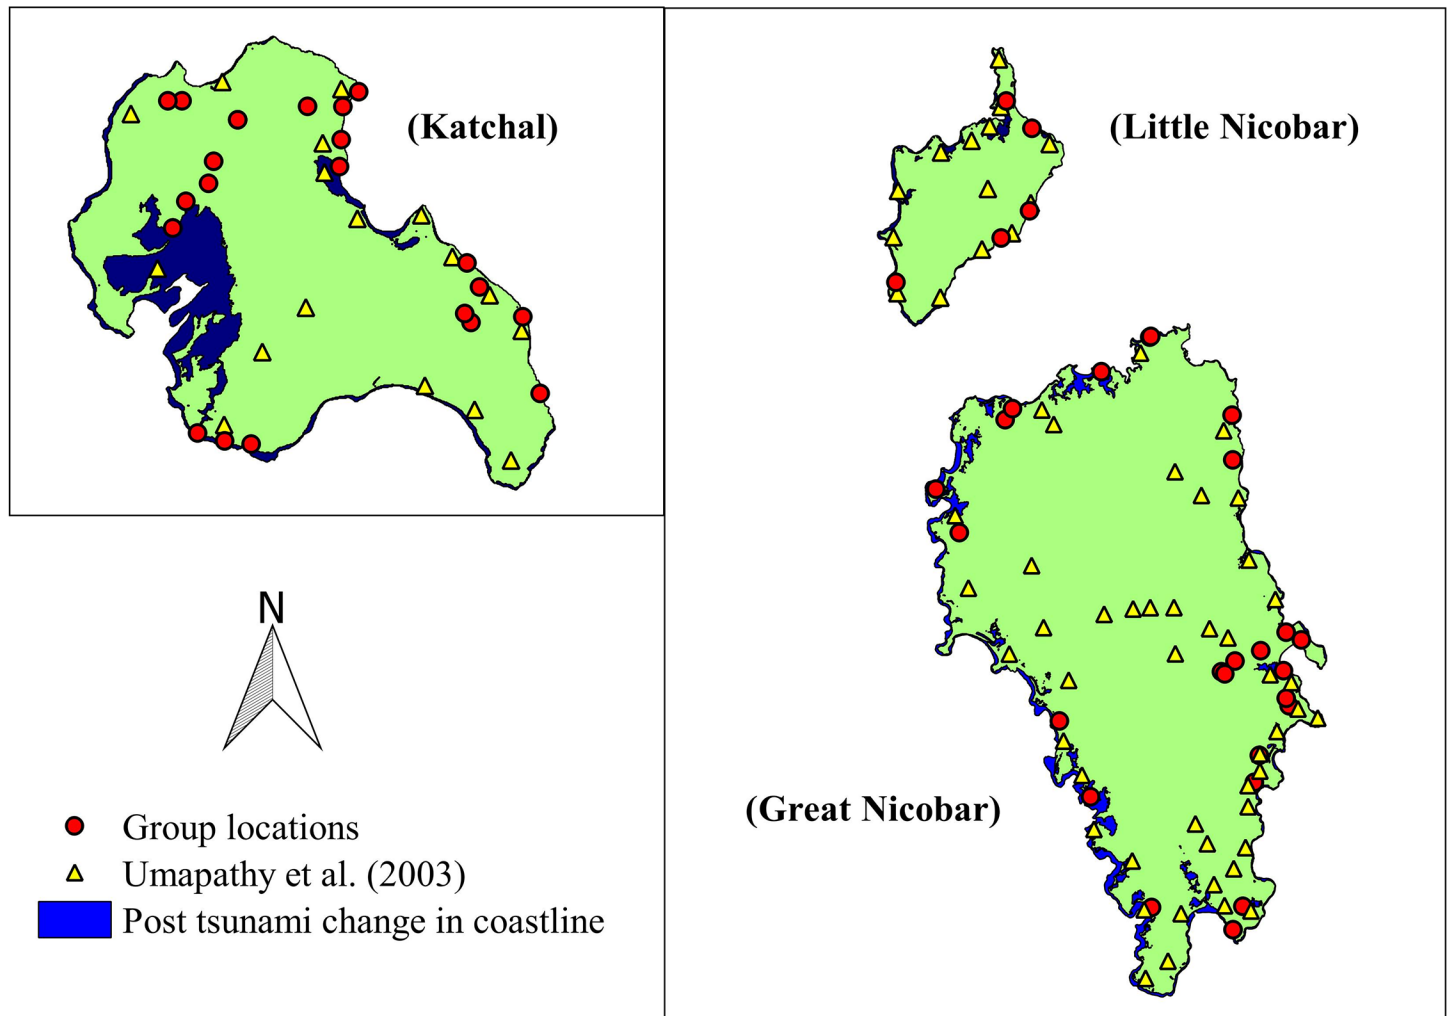 (Katchal)
(Little Nicobar)
N
(Great Nicobar)
Group locations
Umapathy et al. (2003)
Post tsunami change in coastline